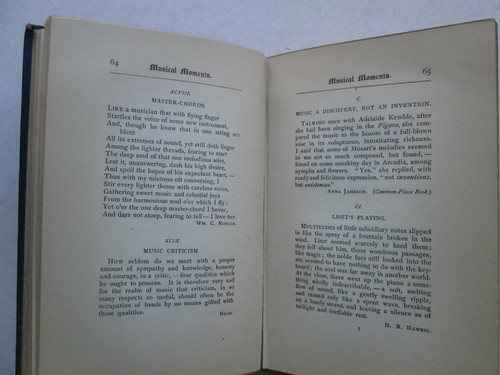 64
Musical Moments.
XCVIII.
MASTER-CHORDS.
LIKE a musician that with flying finger
Startles the voice of some new instrument,
And, though he know that in one string are
blent
All its extremes of sound, yet still doth linger
Among the lighter threads, fearing to start
The deep soul of that one melodious wire,
Lest it, unanswering, dash his high desire,
And spoil the hopes of his expectant heart, —
Thus with my mistress oft conversing, I
Stir every lighter theme with careless voice,
Gathering sweet music and celestial joys
From the harmonious soul o'er which I fly;
Yet o'er the one deep master-chord I hover,
And dare not stoop, fearing to tell — I love her.
WM. C. ROSCOE.
XCIX.
MUSIC CRITICISM.
HOW seldom do we meet with a proper
amount of sympathy and knowledge, honesty
and courage, in a critic, — four qualities which
he ought to possess. It is therefore very sad
for the realm of music that criticism, in so
many respects so useful, should often be the
occupation of heads by no means gifted with
these qualities.
BACH.
Musical Moments.
65
C.
MUSIC A DISCOVERY, NOT AN INVENTION.
TALKING once with Adelaide Kemble, after
she had been singing in the Figaro, she com-
pared the music to the bosom of a full-blown
rose in its voluptuous, intoxicating richness.
I said that some of Mozart's melodies seemed
to me not so much composed, but found, —
found on some sunshiny day in Arcadia, among
nymphs and flowers. "Yes," she replied, with
ready and felicitous expression, "not inventions,
but existences."
ANNA JAMESON. (Common-Place Book.)
CI.
LISZT'S PLAYING.
MULTITUDES of little subsidiary notes slipped
in like the spray of a fountain broken in the
wind. Liszt seemed scarcely to heed them;
they fell about him, those wondrous passages,
like magic; the noble face still looked into the
air, seemed to have nothing to do with the key-
board; the soul was far away in another world.
At the close, there went up the piano a some-
thing wholly indescribable, — a soft, melting
flow of sound, like a gently swelling ripple,
and ceased only like a spent wave, breaking
on a lonely shore, and leaving a silence as of
twilight and ineffable rest.
H. R. HAWEIS.